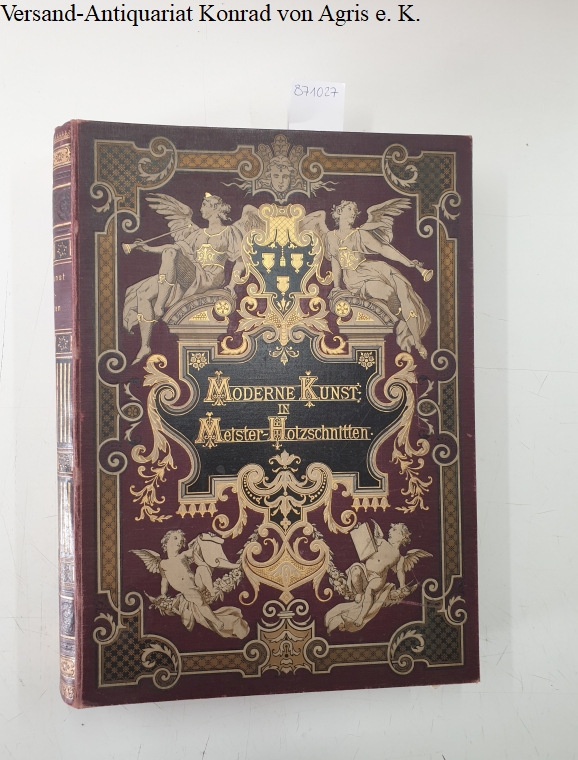 Versand-Antiquariat Konrad von Agris e. K.
871027
MODERNE KUNST
IN
MEISTER-HOLZSCHNITTEN.